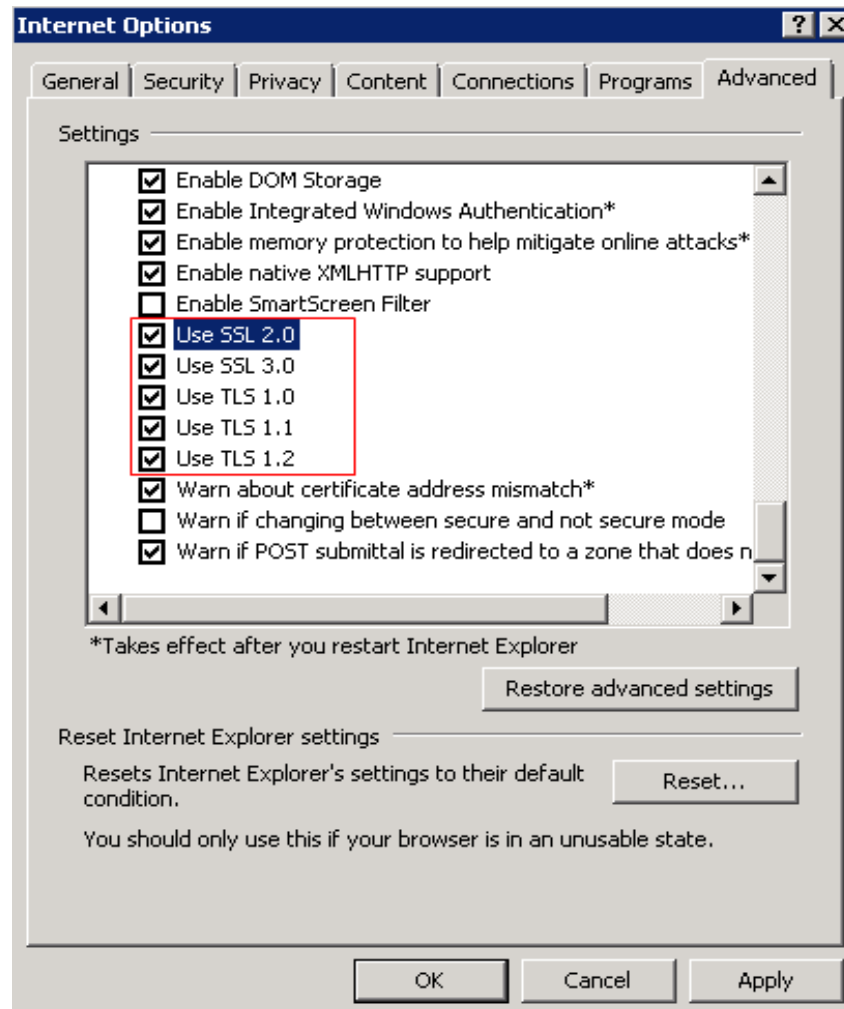 Internet Options
General Security Privacy Content Connections Programs Advanced
Settings
Enable DOM Storage
Enable Integrated Windows Authentication*
Enable memory protection to help mitigate online attacks*
Enable native XMLHTTP support
Enable SmartScreen Filter
Use SSL 2.0
Use SSL 3.0
Use TLS 1.0
Use TLS 1.1
Use TLS 1.2
Warn about certificate address mismatch*
Warn if changing between secure and not secure mode
Warn if POST submittal is redirected to a zone that does n
*Takes effect after you restart Internet Explorer
Restore advanced settings
Reset Internet Explorer settings
Resets Internet Explorer's settings to their default
condition.
Reset...
You should only use this if your browser is in an unusable state.
OK Cancel Apply